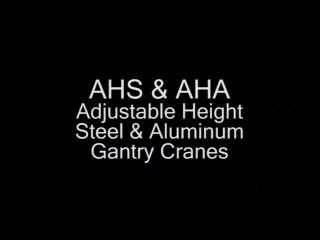 AHS & AHA
Adjustable Height
Steel & Aluminum
Gantry Cranes